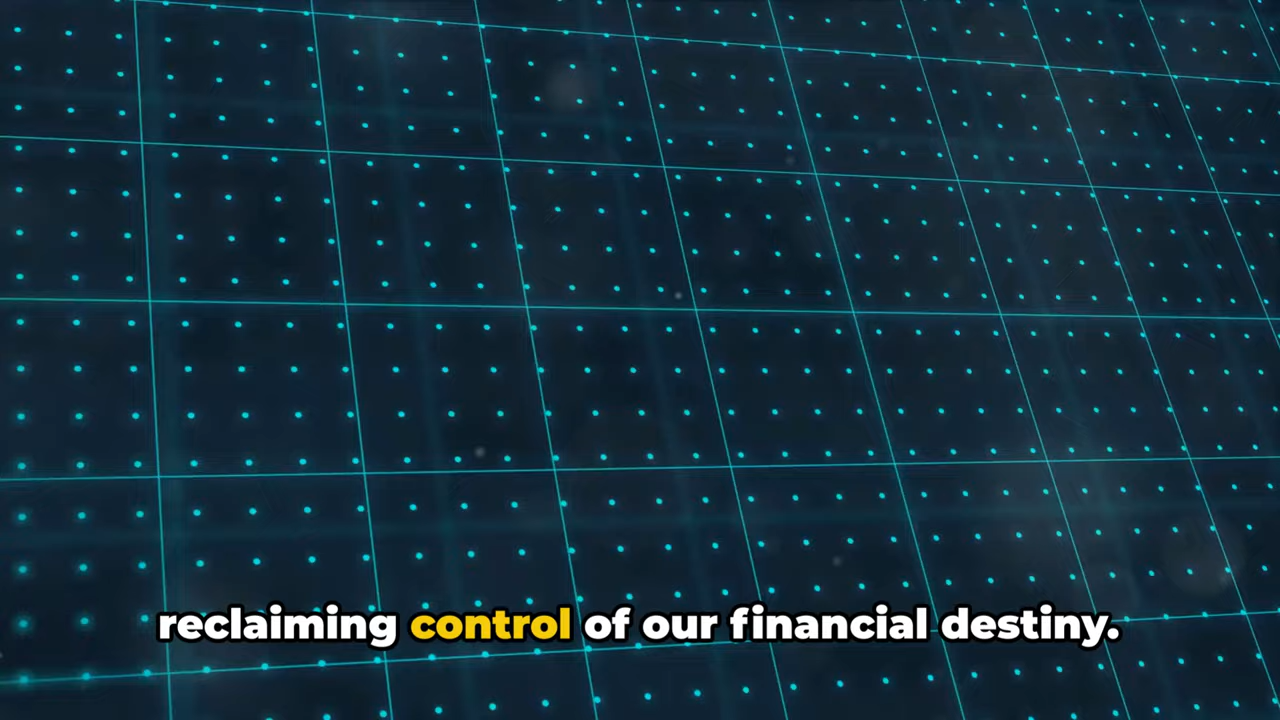 reclaiming control of our financial destiny.